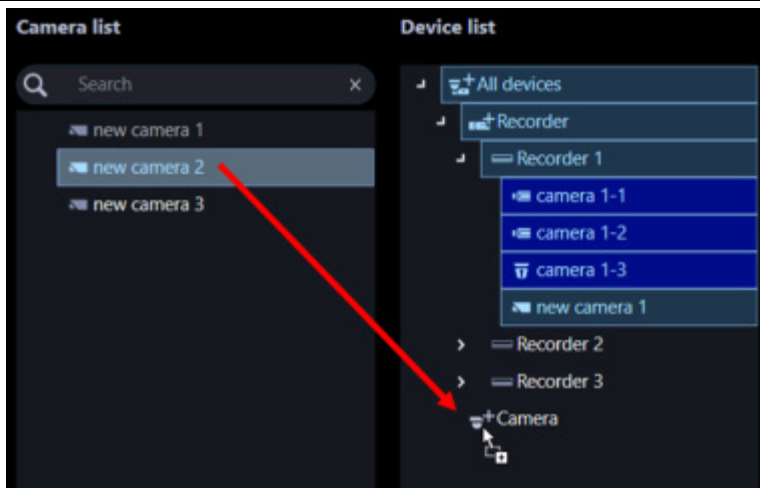 Camera list
Search
new camera 1
new camera 2
new camera 3
Device list
All devices
Recorder
Recorder 1
camera 1-1
camera 1-2
camera 1-3
new camera 1
Recorder 2
Recorder 3
Camera